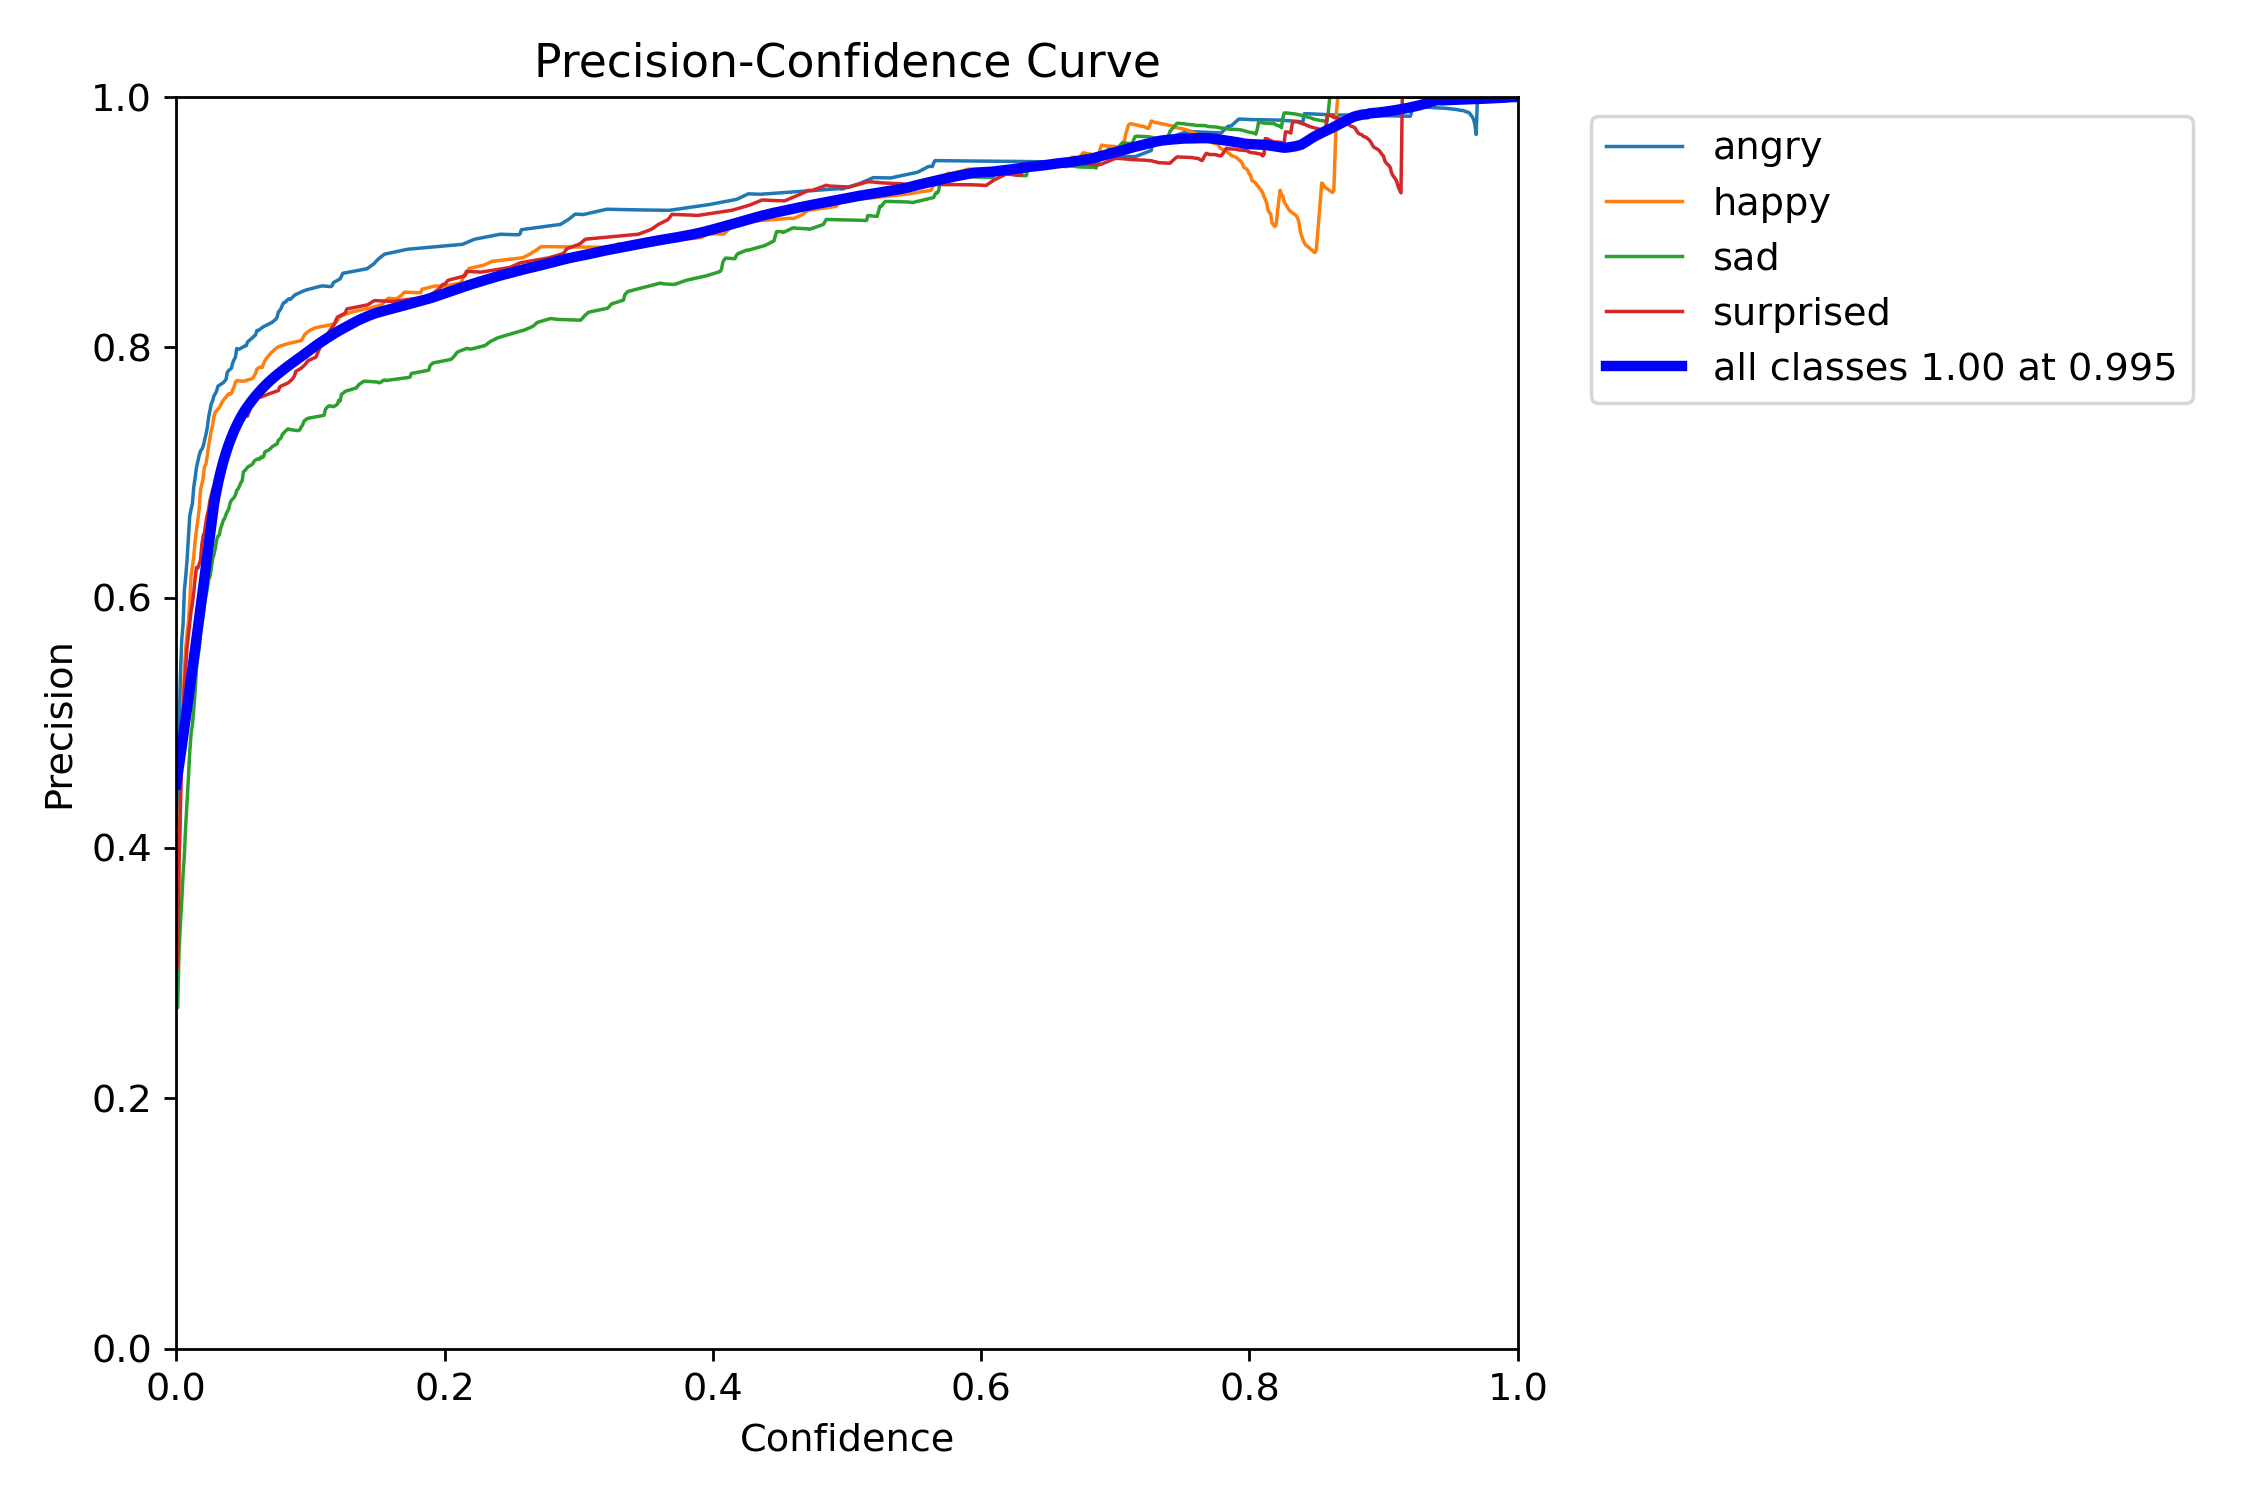 Precision-Confidence Curve
1.0
0.8
0.6
0.4
0.2
0.0
Precision
0.0 0.2 0.4 0.6 0.8 1.0
Confidence
angry
happy
sad
surprised
all classes 1.00 at 0.995